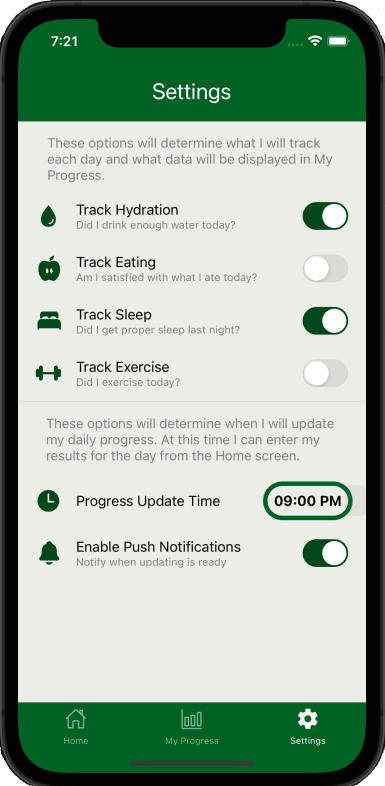 7:21
Settings
These options will determine what I will track
each day and what data will be displayed in My
Progress.
Track Hydration
Did I drink enough water today?
Track Eating
Am I satisfied with what I ate today?
Track Sleep
Did I get proper sleep last night?
Track Exercise
Did I exercise today?
These options will determine when I will update
my daily progress. At this time I can enter my
results for the day from the Home screen.
Progress Update Time
09:00 PM
Enable Push Notifications
Notify when updating is ready
Home
My Progress
Settings